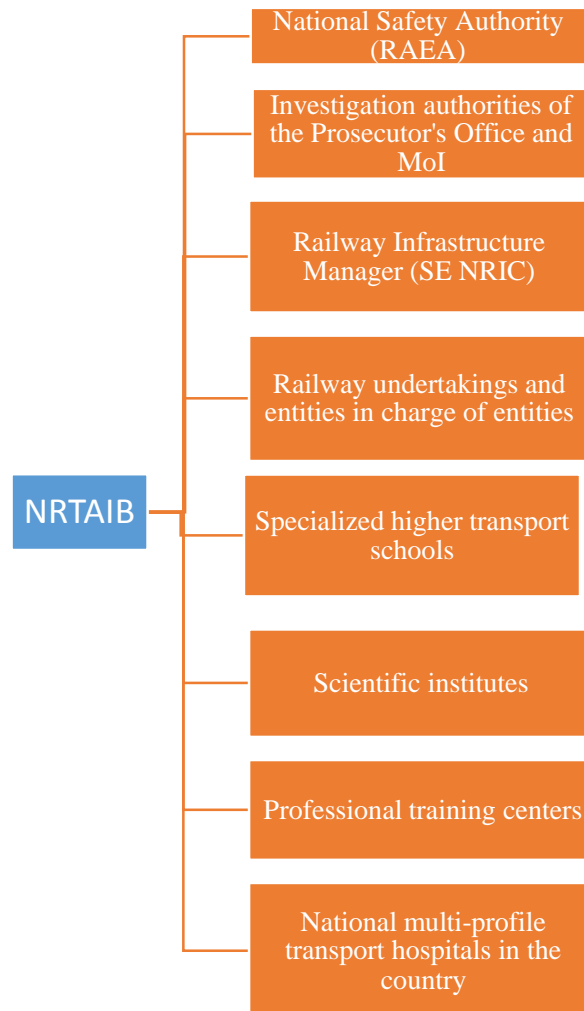 National Safety Authority
(RAEA)
Investigation authorities of
the Prosecutor's Office and
MoI
Railway Infrastructure
Manager (SE NRIC)
Railway undertakings and
entities in charge of entities
NRTAIB
Specialized higher transport
schools
Scientific institutes
Professional training centers
National multi-profile
transport hospitals in the
country